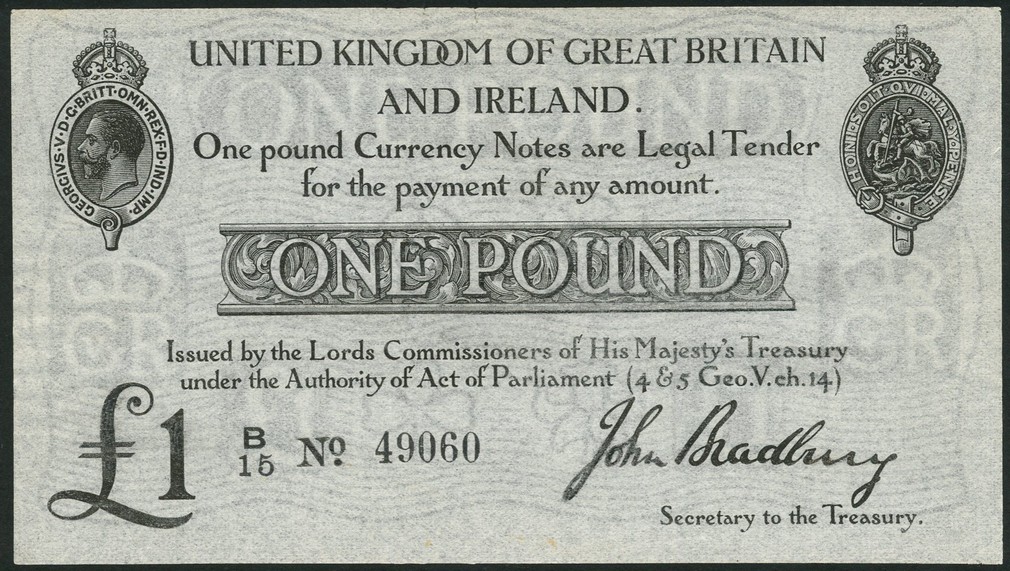 UNITED KINGDOM OF GREAT BRITAIN
AND IRELAND.
GEORGIVS·V·D·G·BRITT·OMN·REX·F·D·IND·IMP·
HONI·SOIT·QVI·MAL·Y·PENSE
One pound Currency Notes are Legal Tender
for the payment of any amount.
ONE POUND
Issued by the Lords Commissioners of His Majesty's Treasury
under the Authority of Act of Parliament (4 & 5 Geo.V.ch.14)
£1
B/15 No 49060
John Bradbury
Secretary to the Treasury.